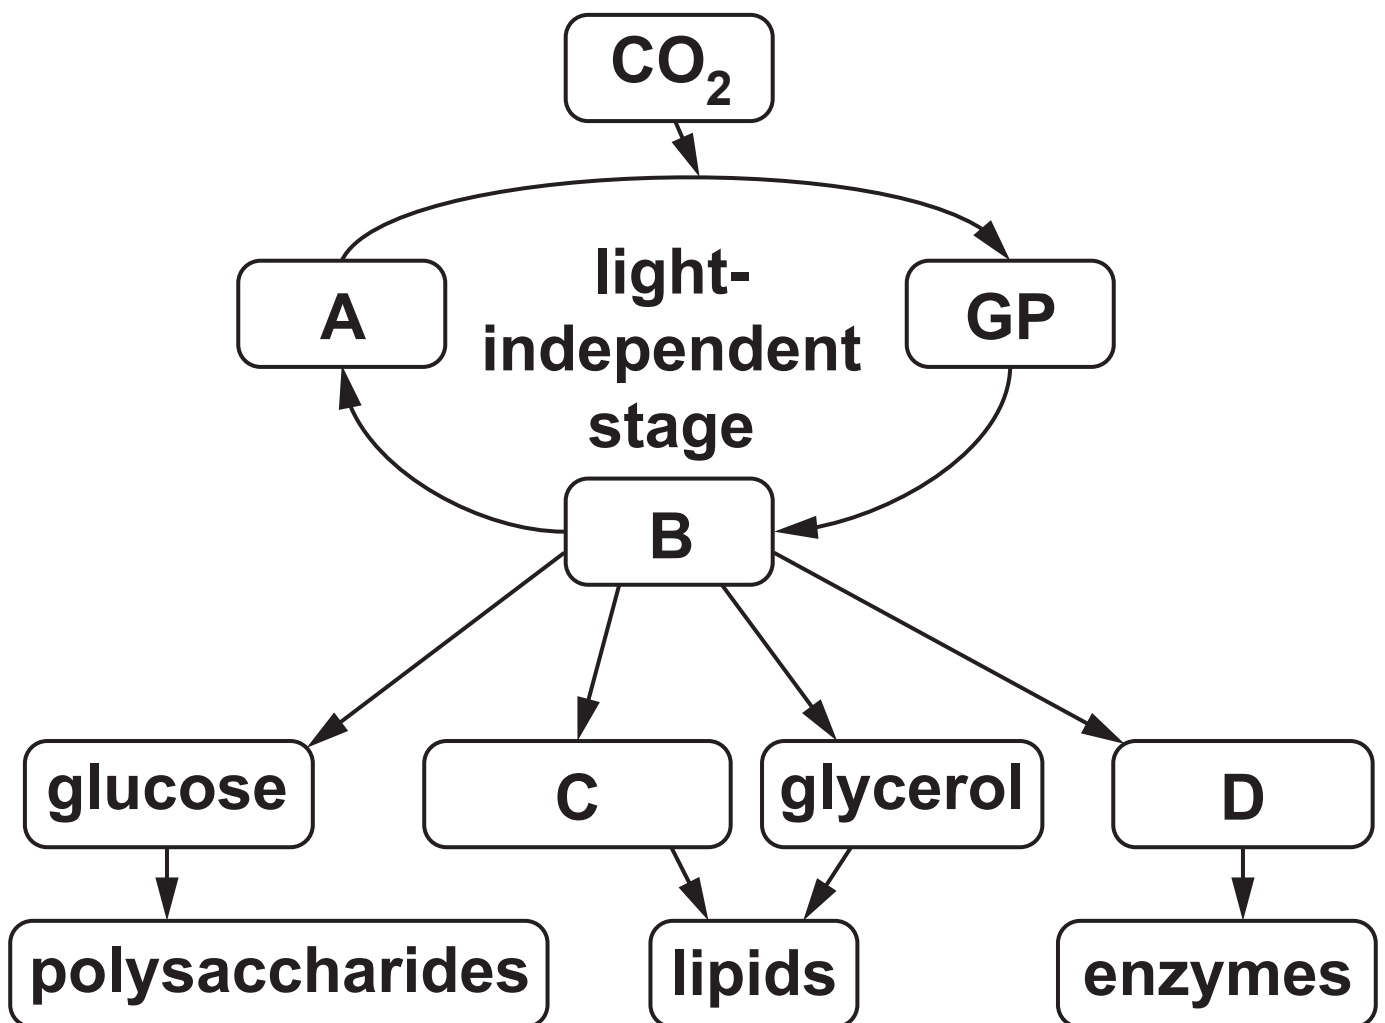 CO₂
light-
A
GP
independent
stage
B
glucose
C
glycerol
D
polysaccharides
lipids
enzymes